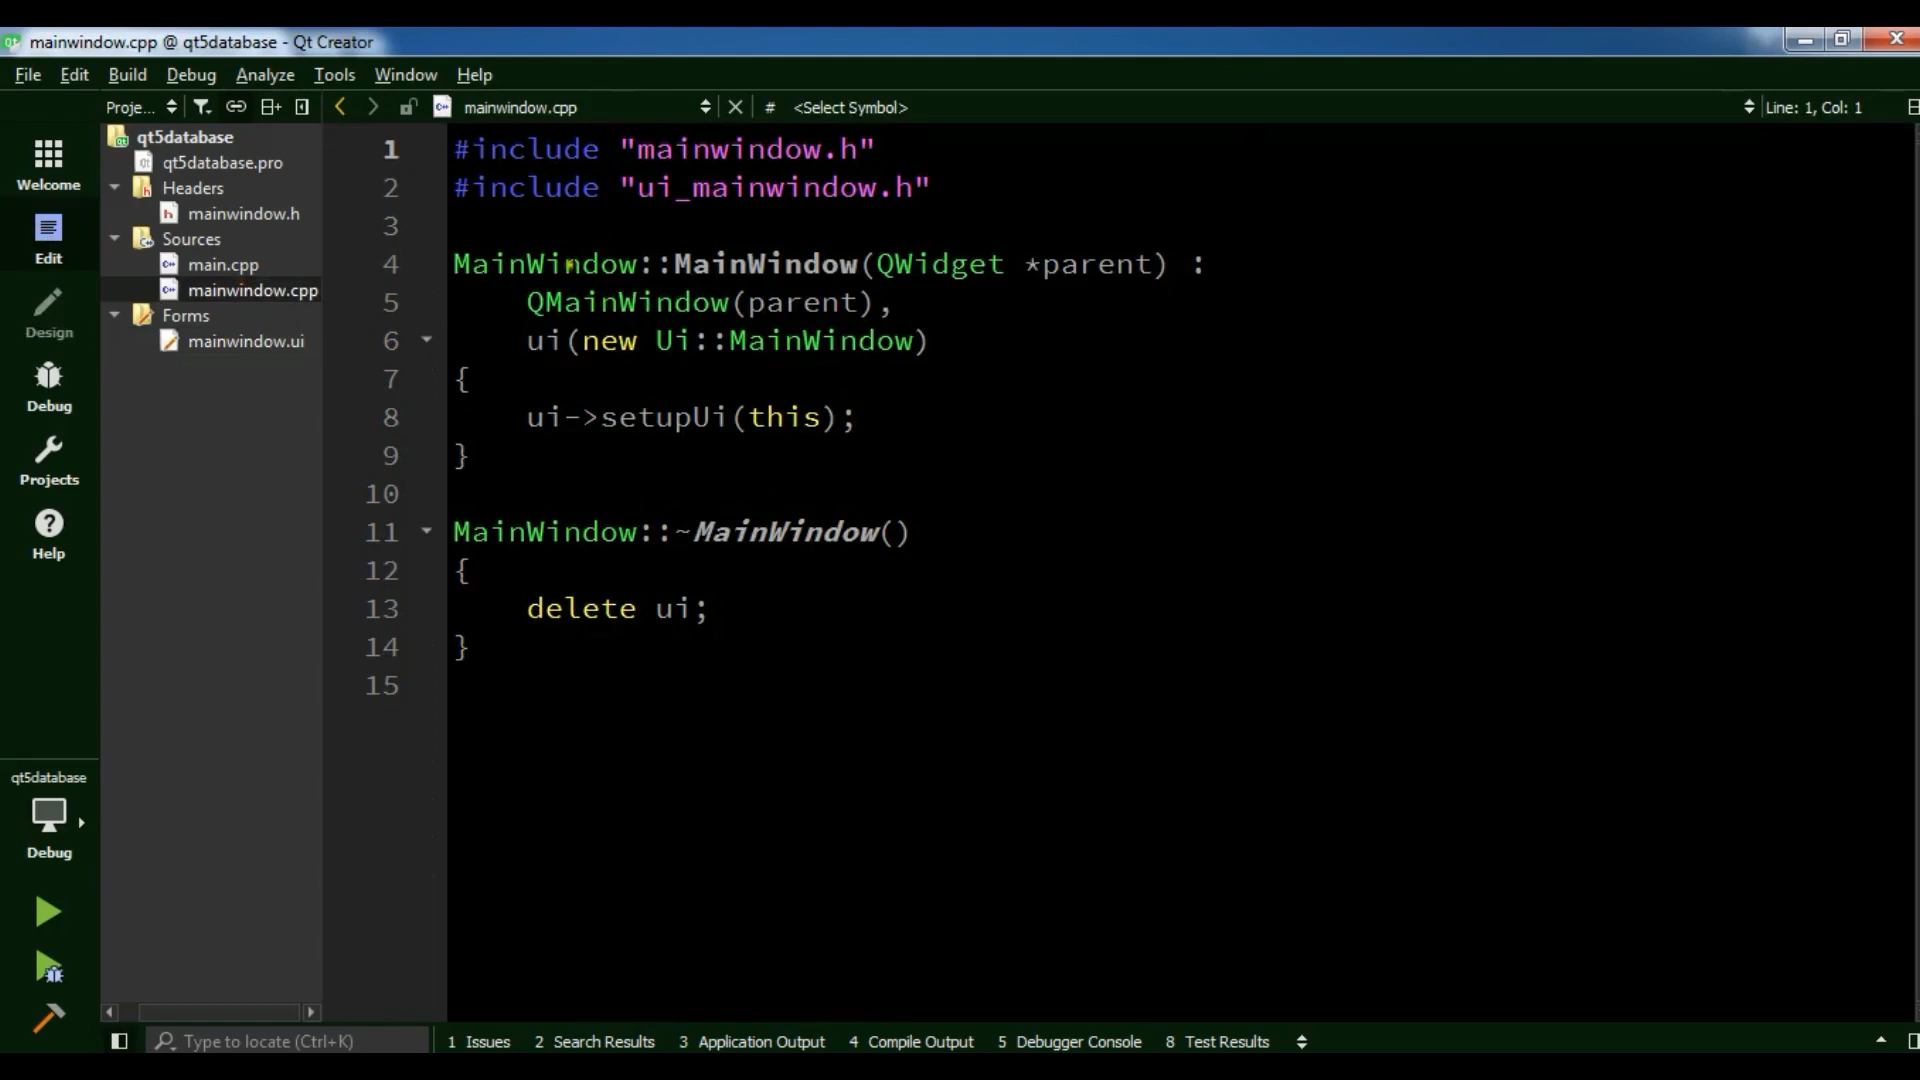 mainwindow.cpp @ qt5database - Qt Creator
File Edit Build Debug Analyze Tools Window Help
Proje... mainwindow.cpp # <Select Symbol> Line: 1, Col: 1
Welcome
Edit
Design
Debug
Projects
Help
qt5database
Debug
qt5database
qt5database.pro
Headers
mainwindow.h
Sources
main.cpp
mainwindow.cpp
Forms
mainwindow.ui
1 #include "mainwindow.h"
2 #include "ui_mainwindow.h"
3
4 MainWindow::MainWindow(QWidget *parent) :
5 QMainWindow(parent),
6 ui(new Ui::MainWindow)
7 {
8 ui->setupUi(this);
9 }
10
11 MainWindow::~MainWindow()
12 {
13 delete ui;
14 }
15
Type to locate (Ctrl+K) 1 Issues 2 Search Results 3 Application Output 4 Compile Output 5 Debugger Console 8 Test Results